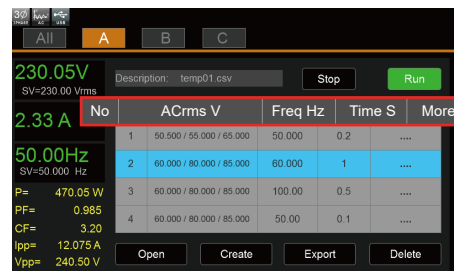 3Ø AC USB
PHASE
All A B C
230.05V
SV=230.00 Vrms
Description: temp01.csv Stop Run
2.33 A
No ACrms V Freq Hz Time S More
1 50.500 / 55.000 / 65.000 50.000 0.2 ....
50.00Hz
SV=50.000 Hz
2 60.000 / 80.000 / 85.000 60.000 1 ....
P= 470.05 W
3 60.000 / 80.000 / 85.000 100.00 0.5 ....
PF= 0.985
4 60.000 / 80.000 / 85.000 50.00 0.1 ....
CF= 3.20
Ipp= 12.075 A
Vpp= 240.50 V
Open Create Export Delete